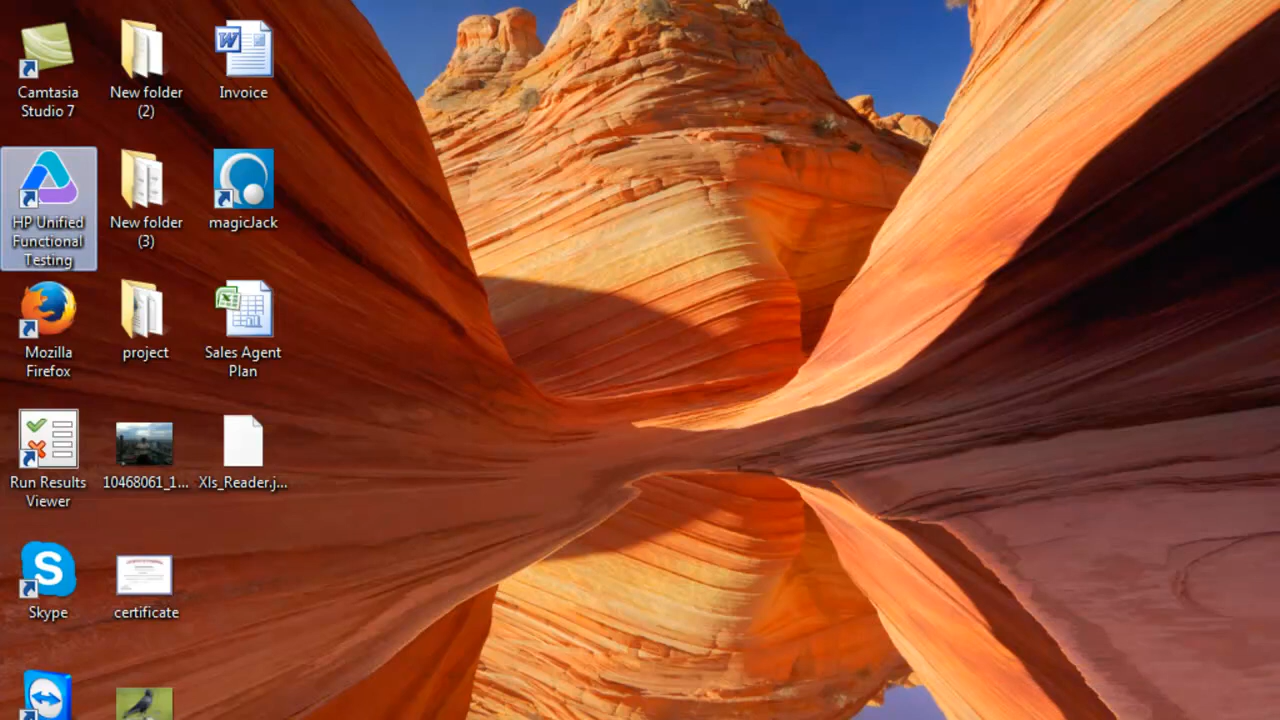 Camtasia
Studio 7
New folder
(2)
Invoice
HP Unified
Functional
Testing
New folder
(3)
magicJack
Mozilla
Firefox
project
Sales Agent
Plan
Run Results
Viewer
10468061_1...
Xls_Reader.j...
Skype
certificate